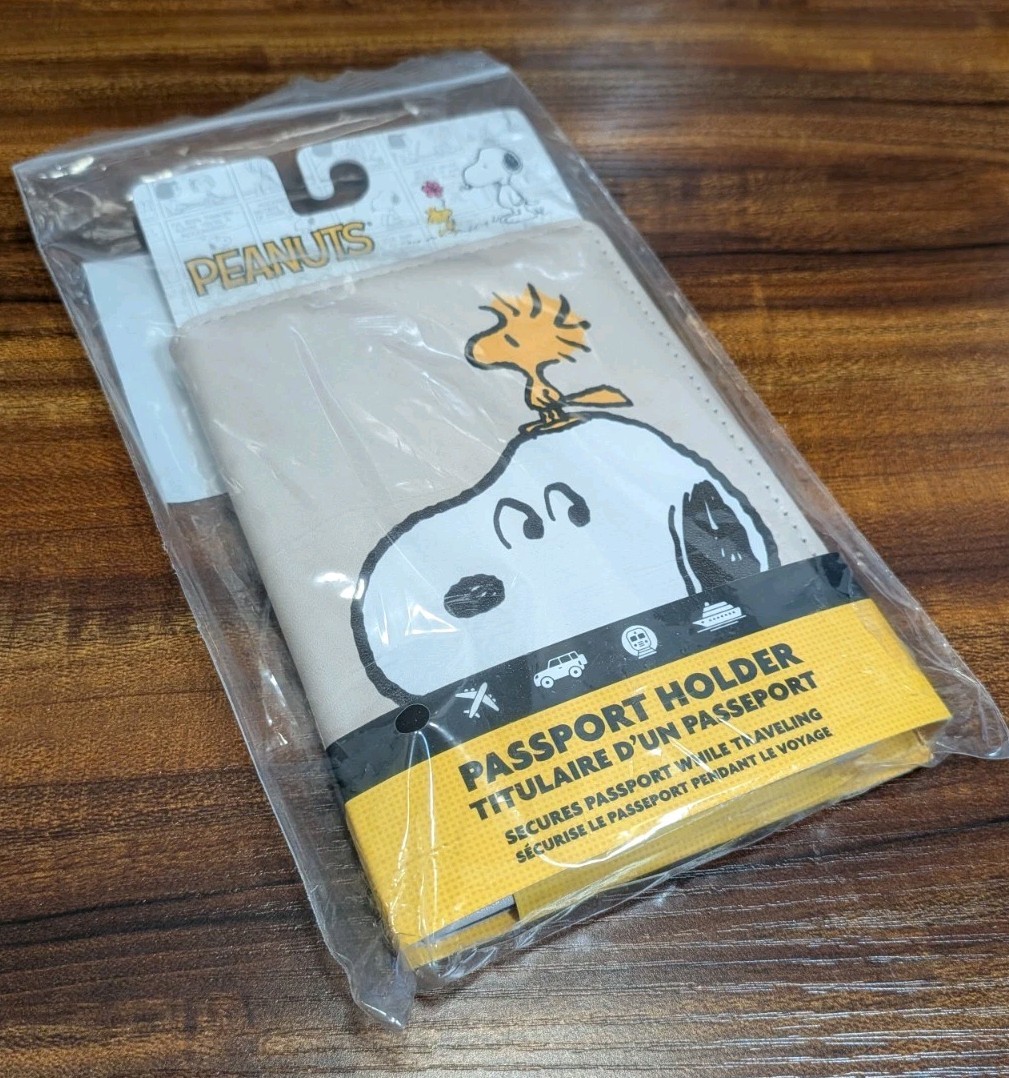 PEANUTS
PASSPORT HOLDER
TITULAIRE D'UN PASSEPORT
SECURES PASSPORT WHILE TRAVELING
SÉCURISE LE PASSEPORT PENDANT LE VOYAGE